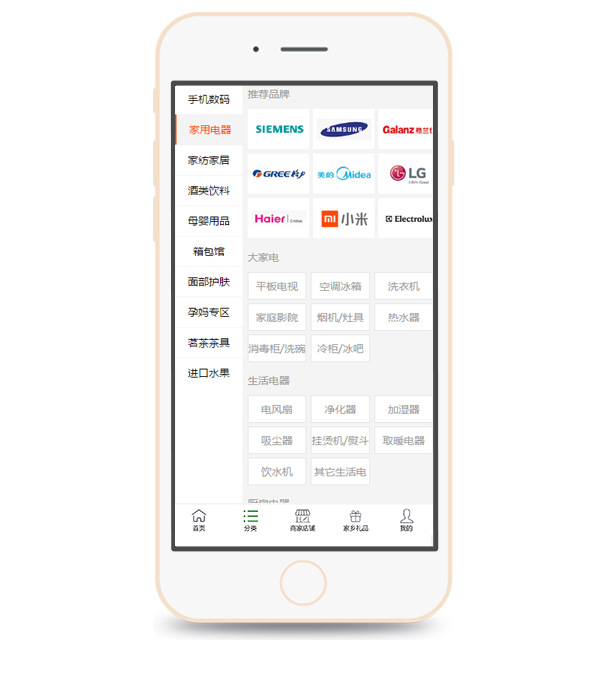 手机数码
家用电器
家纺家居
酒类饮料
母婴用品
箱包馆
面部护肤
孕妈专区
茗茶茶具
进口水果
推荐品牌
SIEMENS
SAMSUNG
Galanz 格兰仕
GREE 格力
美的 Midea
LG
Haier CHINA
mi 小米
Electrolux
大家电
平板电视
空调冰箱
洗衣机
家庭影院
烟机/灶具
热水器
消毒柜/洗碗
冷柜/冰吧
生活电器
电风扇
净化器
加湿器
吸尘器
挂烫机/熨斗
取暖电器
饮水机
其它生活电
首页
分类
商家店铺
家乡礼品
我的